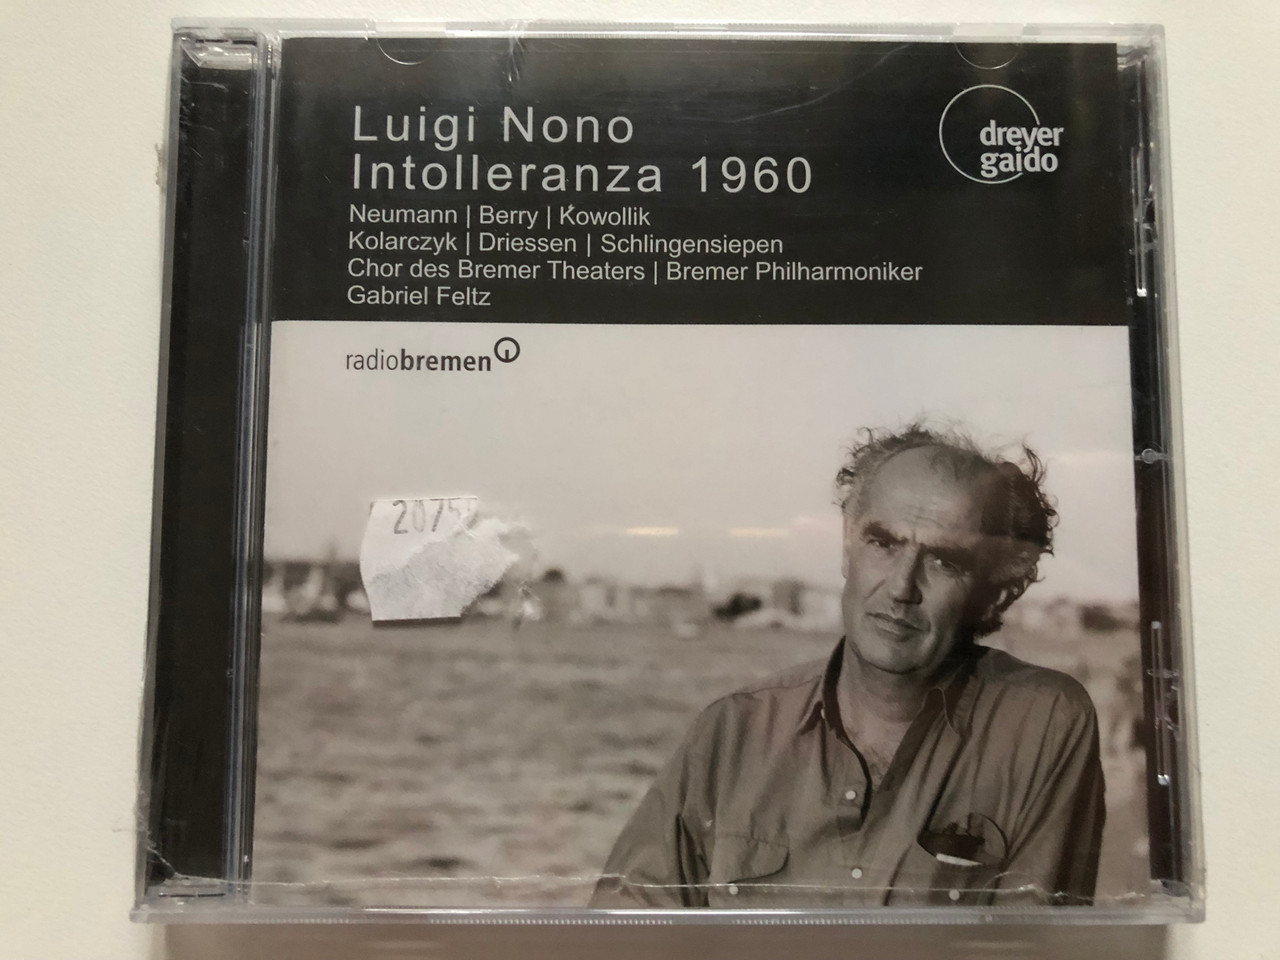 Luigi Nono
Intolleranza 1960
dreyer
gaido
Neumann | Berry | Kowollik
Kolarczyk | Driessen | Schlingensiepen
Chor des Bremer Theaters | Bremer Philharmoniker
Gabriel Feltz
radiobremen